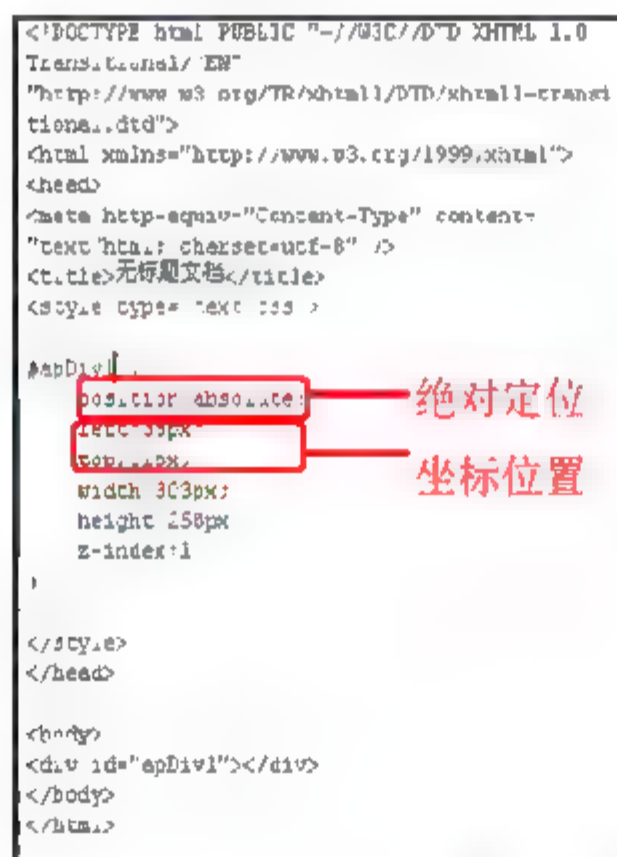 <!DOCTYPE html PUBLIC "-//W3C//DTD XHTML 1.0
Transitional//EN"
"http://www.w3.org/TR/xhtml1/DTD/xhtml1-transi
tional.dtd">
<html xmlns="http://www.w3.org/1999/xhtml">
<head>
<meta http-equiv="Content-Type" content=
"text/html; charset=utf-8" />
<title>无标题文档</title>
<style type="text/css">
#apDiv1 {
position:absolute; 绝对定位
left:
top: 坐标位置
width:303px;
height:
z-index:1
}
</style>
</head>
<body>
<div id="apDiv1"></div>
</body>
</html>